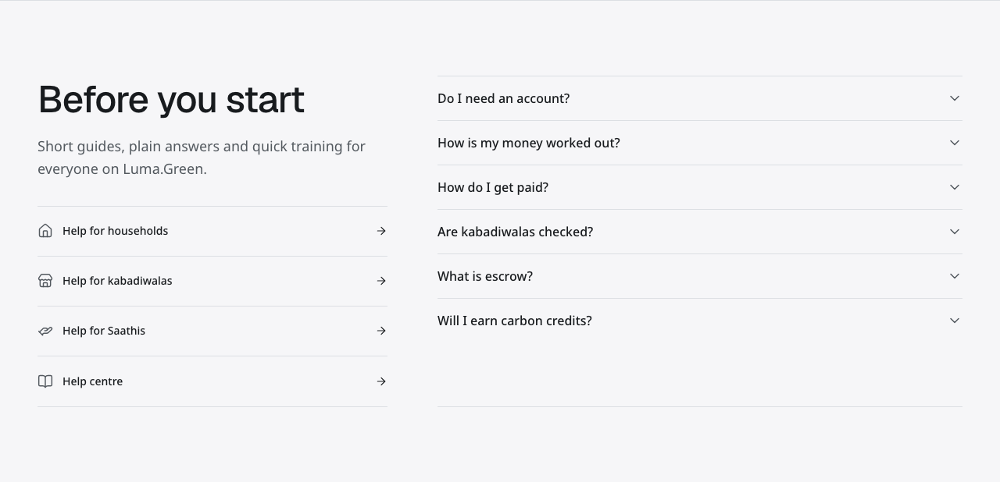 Before you start
Short guides, plain answers and quick training for
everyone on Luma.Green.
Help for households
Help for kabadiwalas
Help for Saathis
Help centre
Do I need an account?
How is my money worked out?
How do I get paid?
Are kabadiwalas checked?
What is escrow?
Will I earn carbon credits?